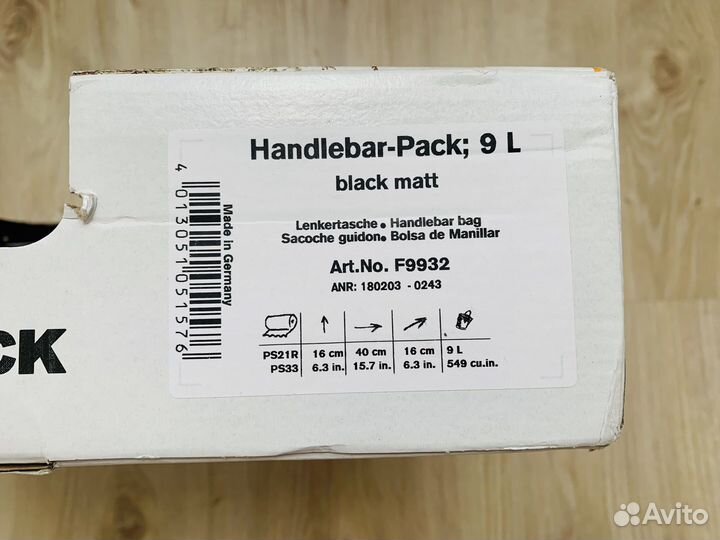 Handlebar-Pack; 9 L
black matt
Lenkertasche • Handlebar bag
Sacoche guidon • Bolsa de Manillar
Art.No. F9932
ANR: 180203 - 0243
PS21R 16 cm 40 cm 16 cm 9 L
PS33 6.3 in. 15.7 in. 6.3 in. 549 cu.in.
Made in Germany
4 013051 051576
CK
Avito